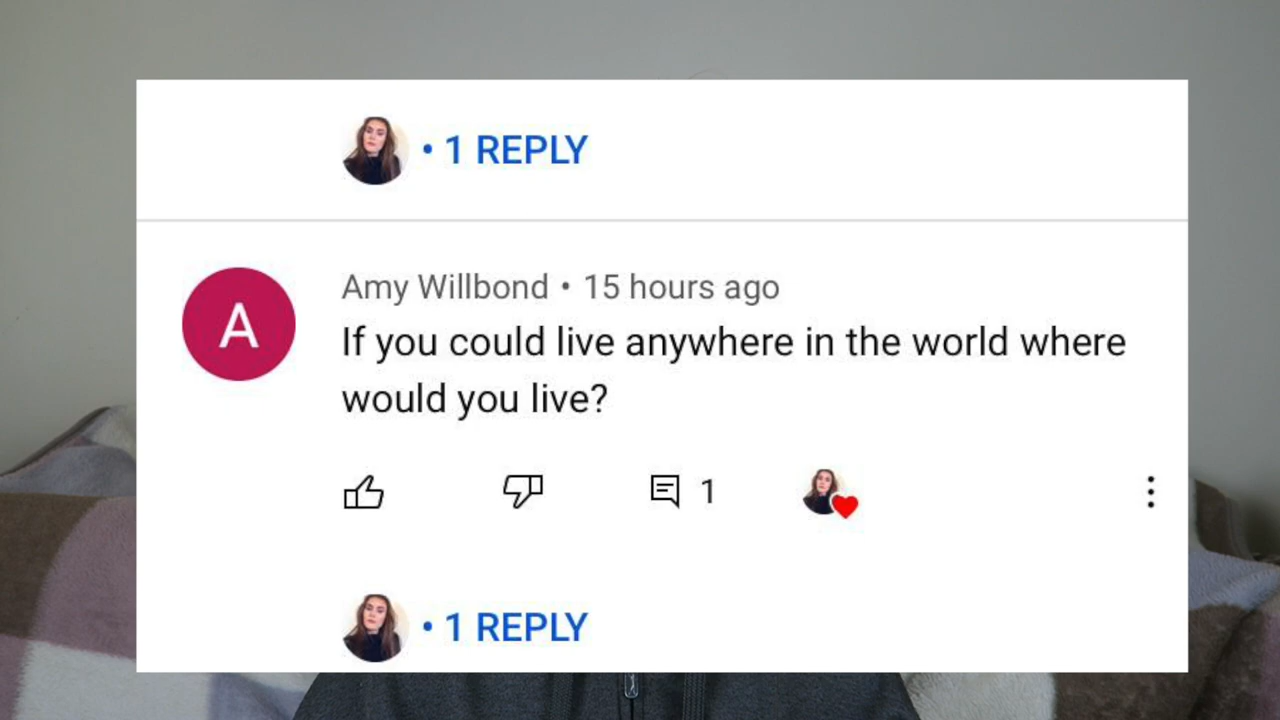 • 1 REPLY
A
Amy Willbond • 15 hours ago
If you could live anywhere in the world where
would you live?
1
• 1 REPLY